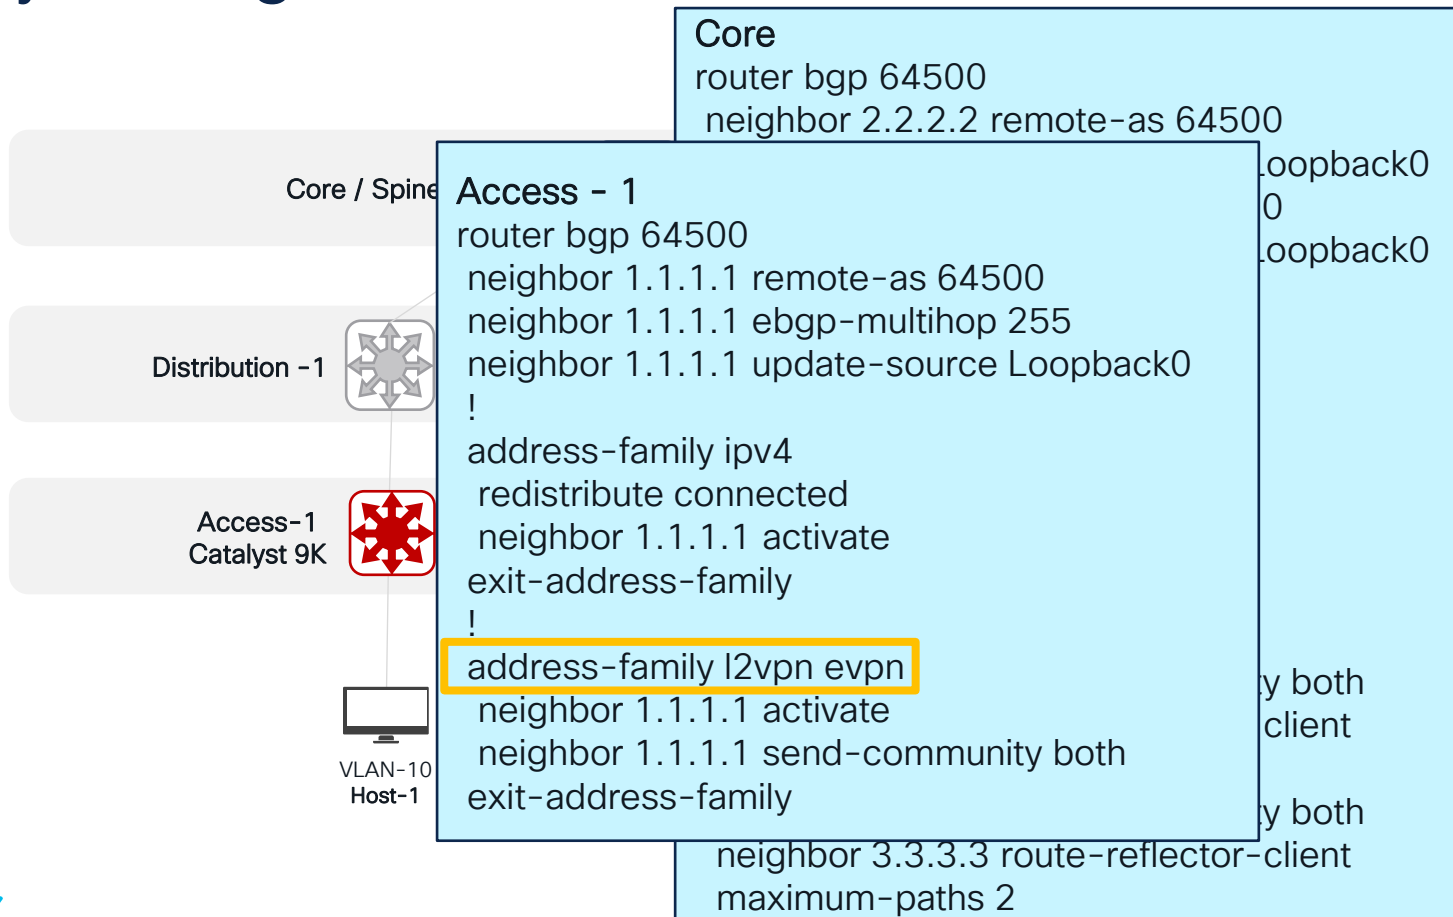 Core
router bgp 64500
neighbor 2.2.2.2 remote-as 64500
oopback0
0
oopback0
y both
client
y both
neighbor 3.3.3.3 route-reflector-client
maximum-paths 2
Access - 1
router bgp 64500
neighbor 1.1.1.1 remote-as 64500
neighbor 1.1.1.1 ebgp-multihop 255
neighbor 1.1.1.1 update-source Loopback0
!
address-family ipv4
redistribute connected
neighbor 1.1.1.1 activate
exit-address-family
!
address-family l2vpn evpn
neighbor 1.1.1.1 activate
neighbor 1.1.1.1 send-community both
exit-address-family
Core / Spine
Distribution -1
Access-1
Catalyst 9K
VLAN-10
Host-1